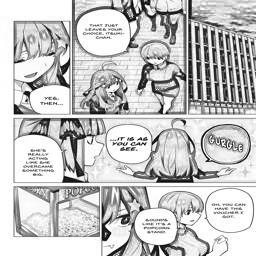 THAT JUST
LEAVES YOUR
CHOICE, ITSUKI-
CHAN.
YES.
THEN...
...IT IS AS
YOU CAN
SEE.
GURGLE
SHE'S
REALLY
ACTING
LIKE SHE
OVERCAME
SOMETHING
BIG.
OH, YOU CAN
HAVE THIS
VOUCHER I
GOT.
SOUNDS
LIKE IT'S A
POPCORN
STAND.